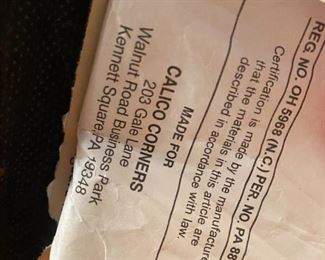 REG. NO. OH 5968 (N.C.) PER. NO. PA 88
Certification is made by the manufacturer
that the materials in this article are
described in accordance with law.
MADE FOR
CALICO CORNERS
203 Gale Lane
Walnut Road Business Park
Kennett Square, PA 19348